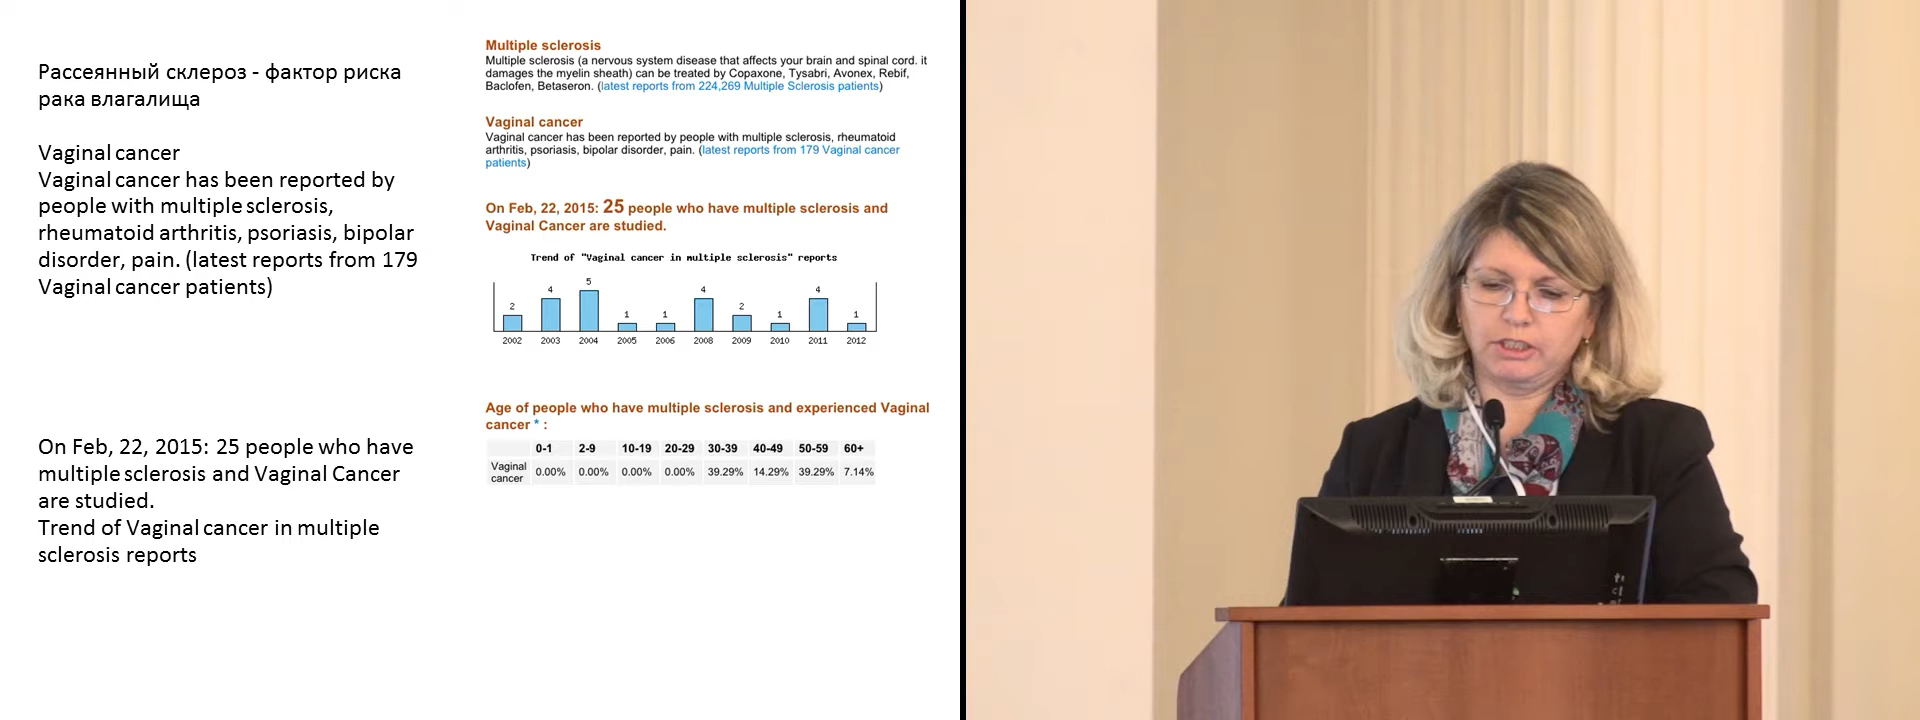 Рассеянный склероз - фактор риска
рака влагалища
Vaginal cancer
Vaginal cancer has been reported by
people with multiple sclerosis,
rheumatoid arthritis, psoriasis, bipolar
disorder, pain. (latest reports from 179
Vaginal cancer patients)
On Feb, 22, 2015: 25 people who have
multiple sclerosis and Vaginal Cancer
are studied.
Trend of Vaginal cancer in multiple
sclerosis reports
Multiple sclerosis
Multiple sclerosis (a nervous system disease that affects your brain and spinal cord. it
damages the myelin sheath) can be treated by Copaxone, Tysabri, Avonex, Rebif,
Baclofen, Betaseron. (latest reports from 224,269 Multiple Sclerosis patients)
Vaginal cancer
Vaginal cancer has been reported by people with multiple sclerosis, rheumatoid
arthritis, psoriasis, bipolar disorder, pain. (latest reports from 179 Vaginal cancer
patients)
On Feb, 22, 2015: 25 people who have multiple sclerosis and
Vaginal Cancer are studied.
Trend of "Vaginal cancer in multiple sclerosis" reports
2 4 5 1 1 4 2 1 4 1
2002 2003 2004 2005 2006 2008 2009 2010 2011 2012
Age of people who have multiple sclerosis and experienced Vaginal
cancer * :
0-1 2-9 10-19 20-29 30-39 40-49 50-59 60+
Vaginal
cancer 0.00% 0.00% 0.00% 0.00% 39.29% 14.29% 39.29% 7.14%